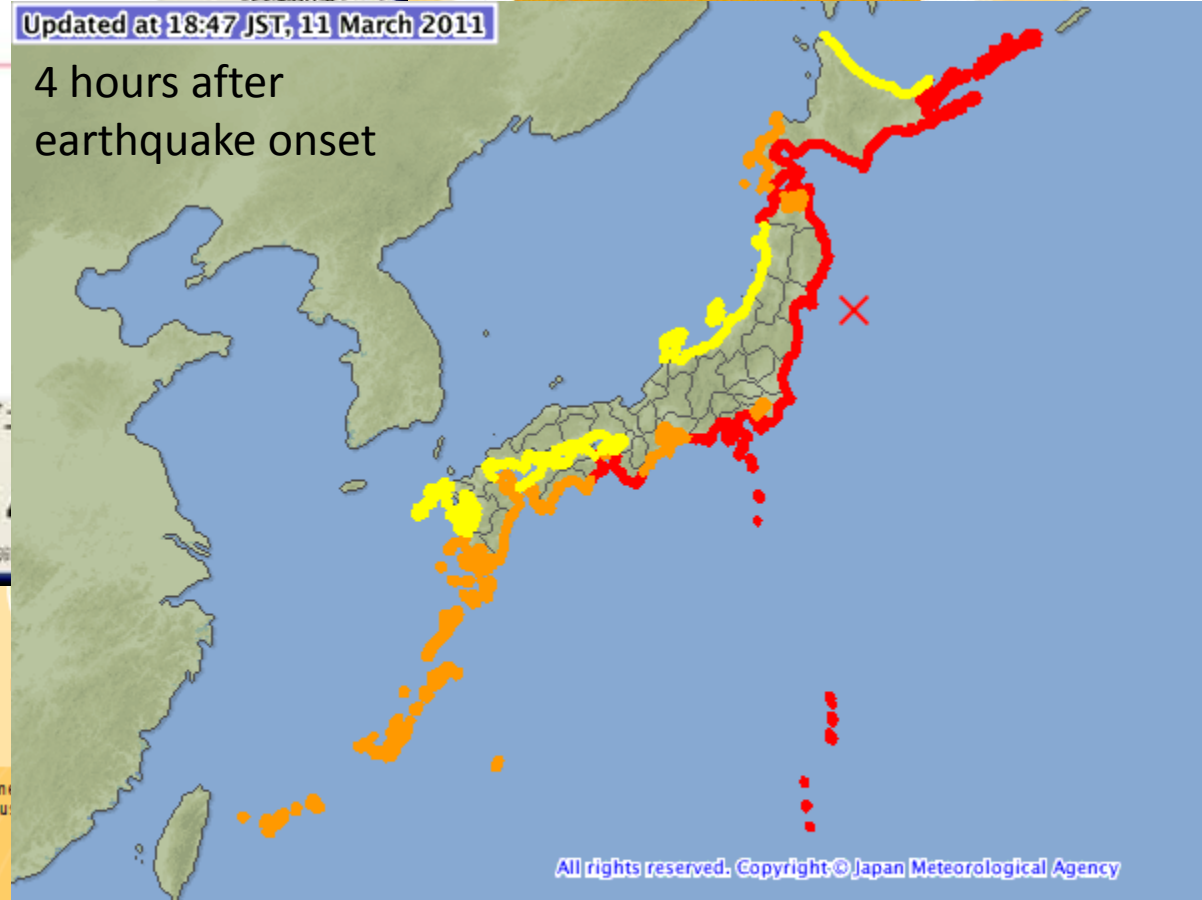 Updated at 18:47 JST, 11 March 2011
4 hours after
earthquake onset
All rights reserved. Copyright © Japan Meteorological Agency